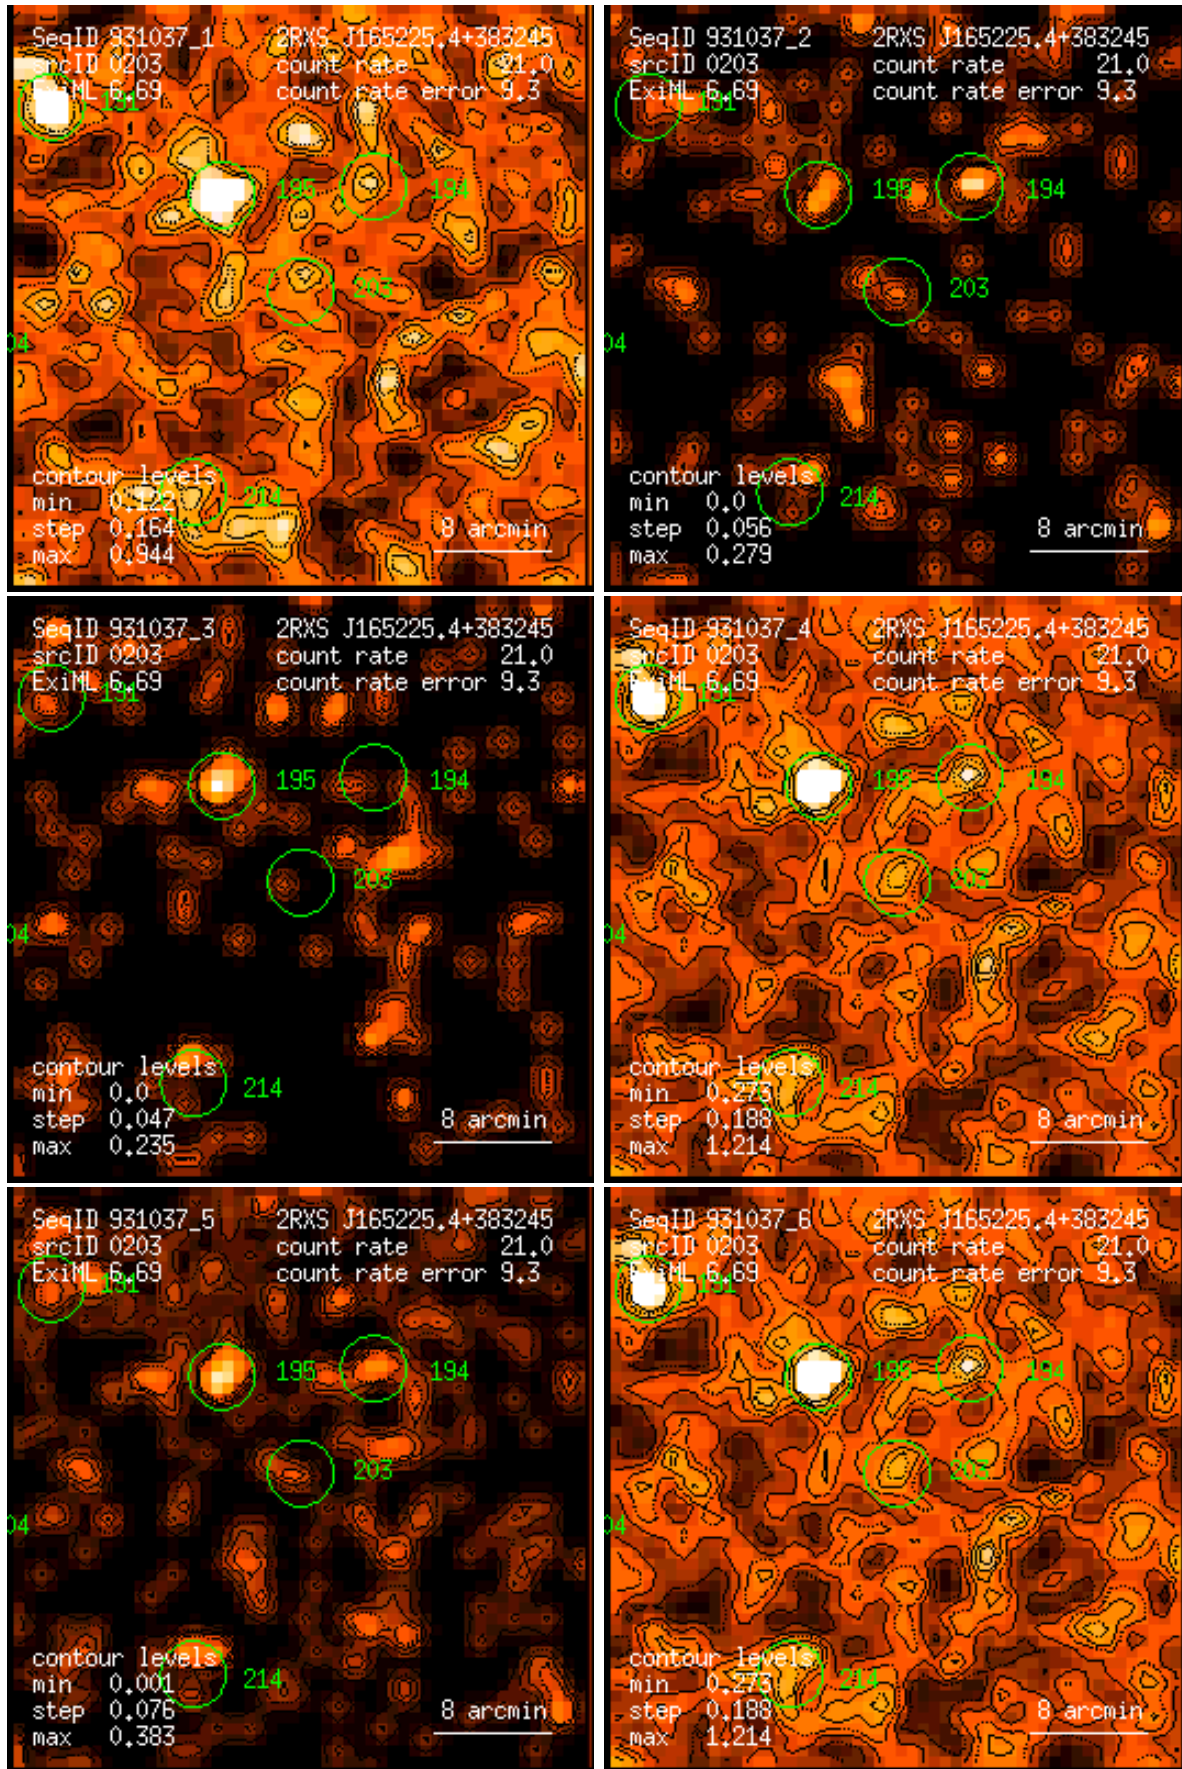 SeqID 931037_1 2RXS J165225.4+383245
srcID 0203 count rate 21.0
ExiML 6.69 count rate error 9.3
191
195 194
203
04
contour levels
min 0.122 214
step 0.164 8 arcmin
max 0.944
SeqID 931037_2 2RXS J165225.4+383245
srcID 0203 count rate 21.0
ExiML 6.69 count rate error 9.3
191
195 194
203
04
contour levels
min 0.0 214
step 0.056 8 arcmin
max 0.279
SeqID 931037_3 2RXS J165225.4+383245
srcID 0203 count rate 21.0
ExiML 6.69 count rate error 9.3
191
195 194
203
04
contour levels
min 0.0 214
step 0.047 8 arcmin
max 0.235
SeqID 931037_4 2RXS J165225.4+383245
srcID 0203 count rate 21.0
ExiML 6.69 count rate error 9.3
191
195 194
203
04
contour levels
min 0.273 214
step 0.188 8 arcmin
max 1.214
SeqID 931037_5 2RXS J165225.4+383245
srcID 0203 count rate 21.0
ExiML 6.69 count rate error 9.3
191
195 194
203
04
contour levels
min 0.001 214
step 0.076 8 arcmin
max 0.383
SeqID 931037_6 2RXS J165225.4+383245
srcID 0203 count rate 21.0
ExiML 6.69 count rate error 9.3
191
195 194
203
04
contour levels
min 0.273 214
step 0.188 8 arcmin
max 1.214